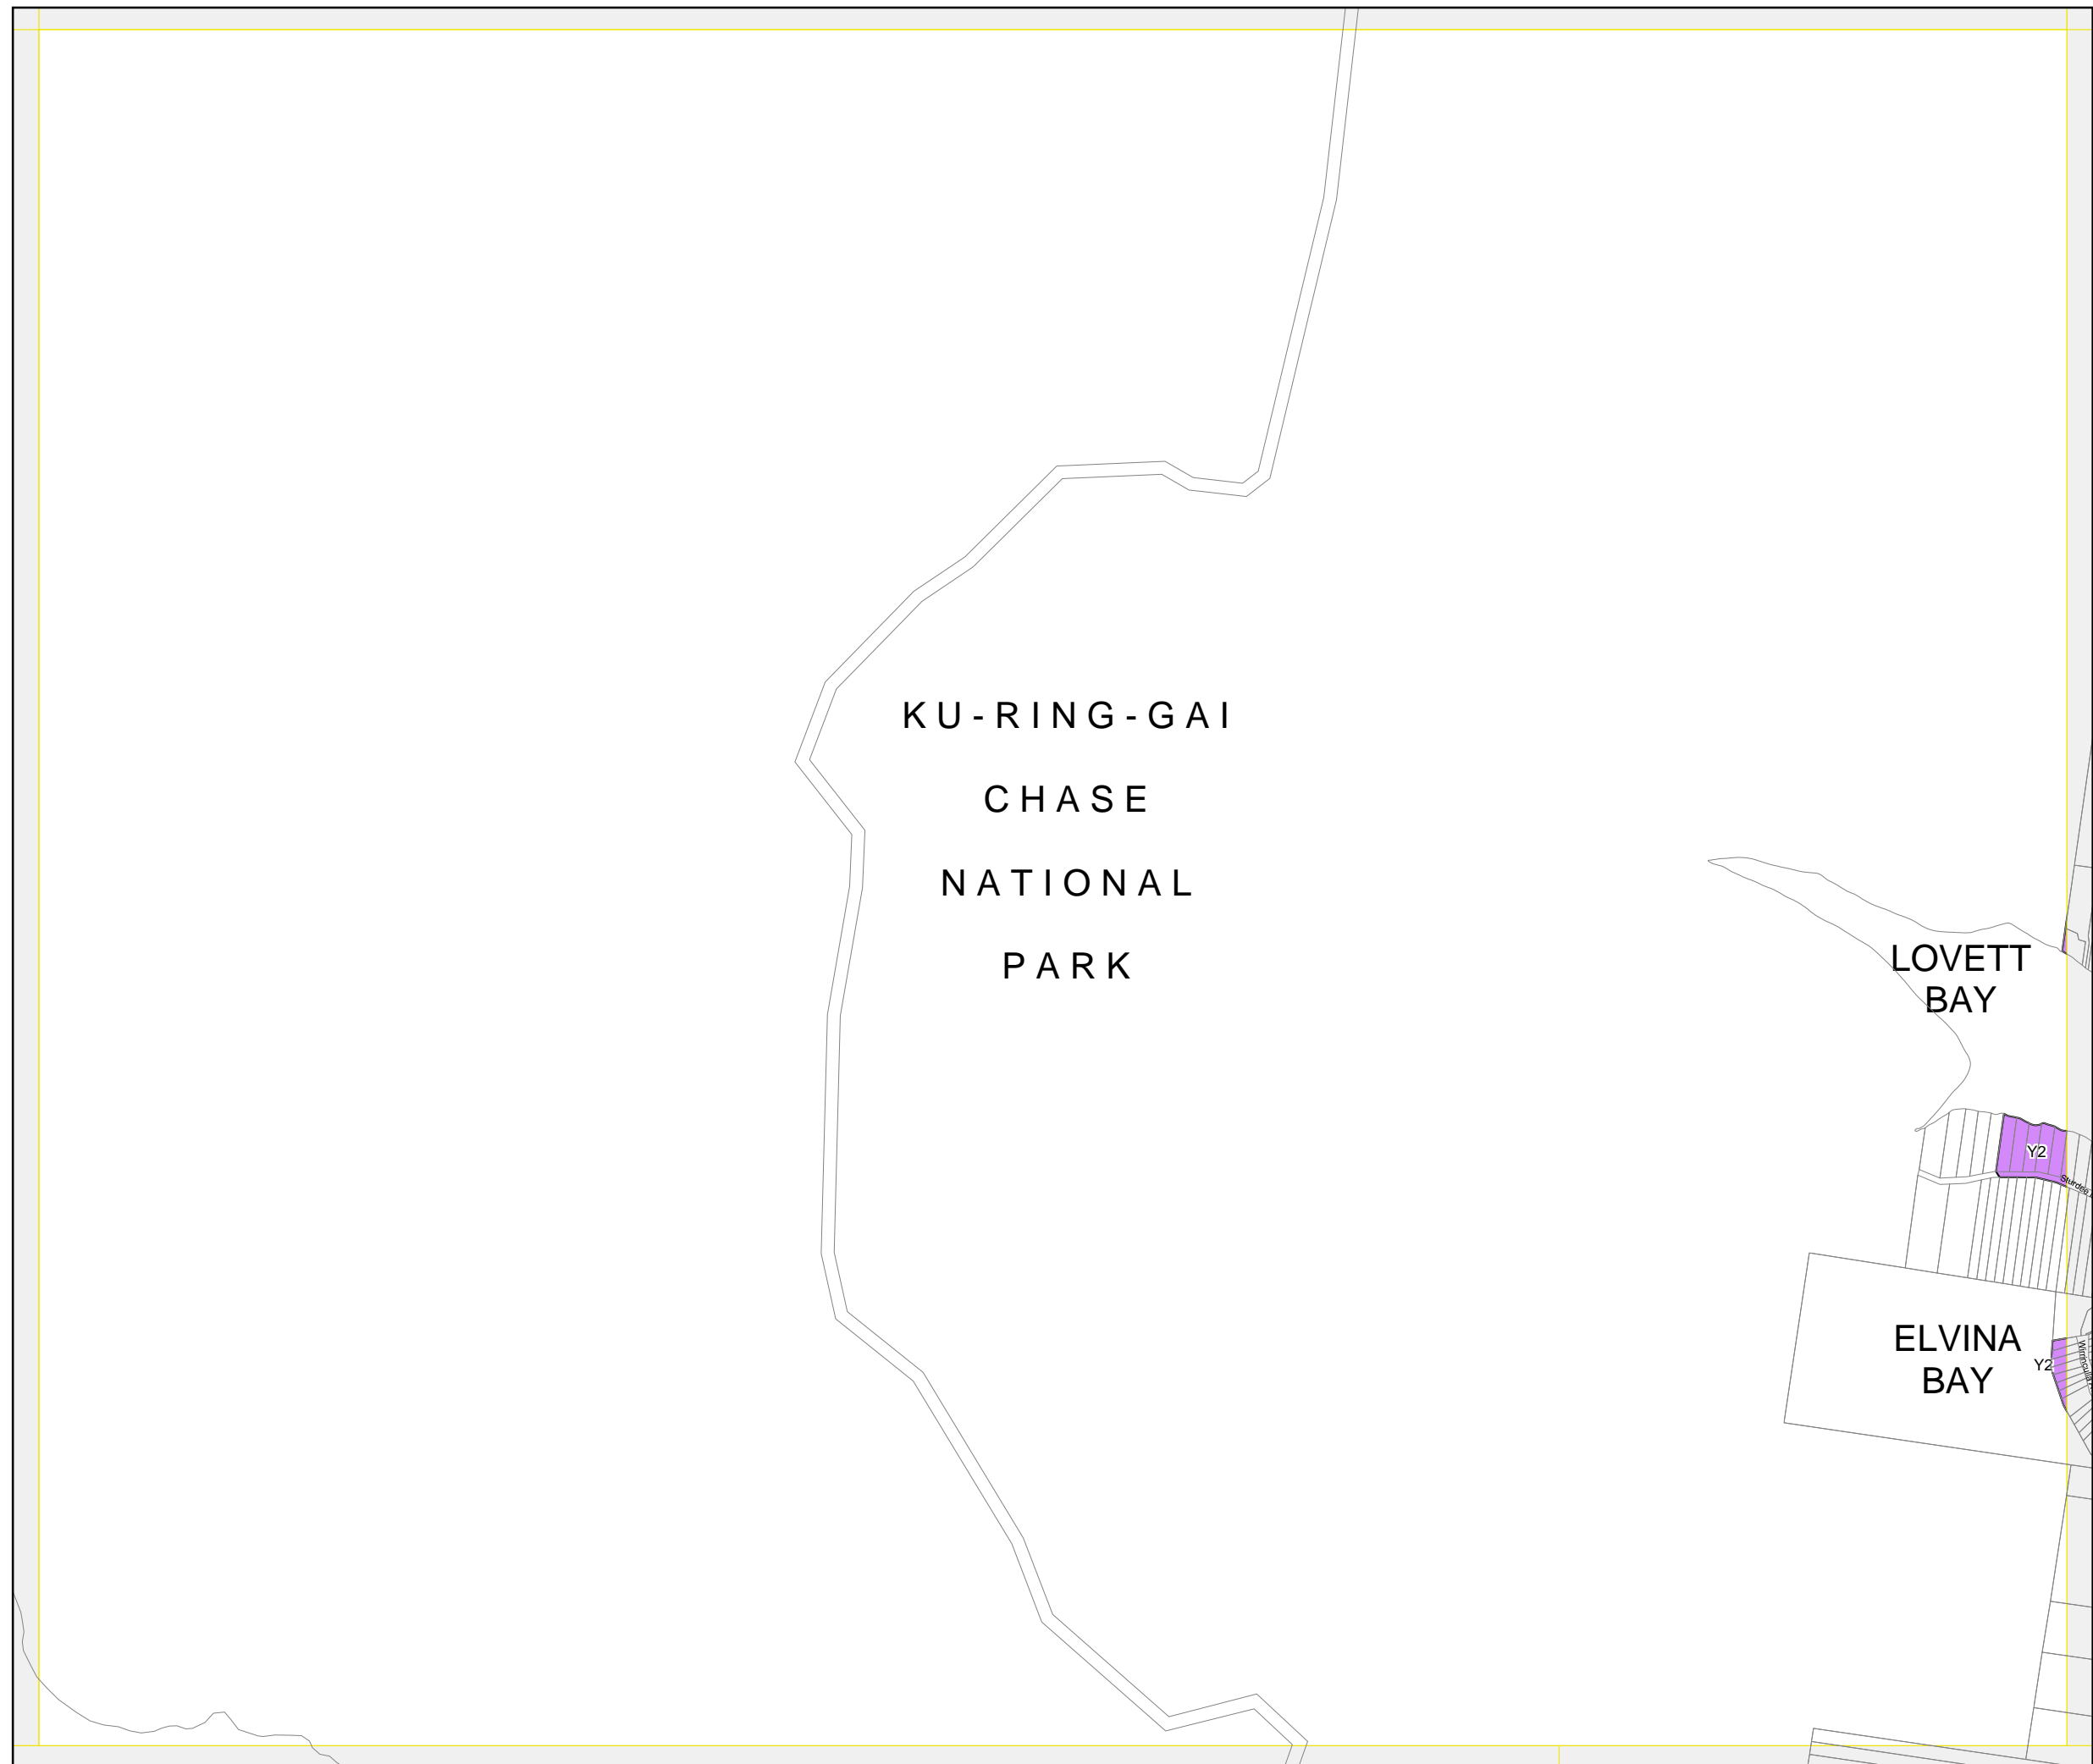 KU-RING-GAI
CHASE
NATIONAL
PARK
LOVETT
BAY
Y2
ELVINA
BAY
Y2